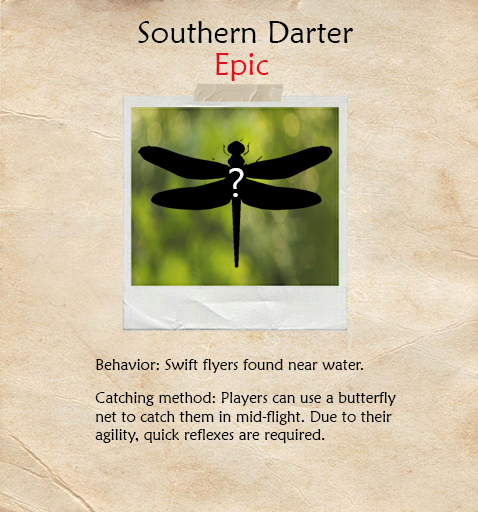 Southern Darter
Epic
?
Behavior: Swift flyers found near water.
Catching method: Players can use a butterfly
net to catch them in mid-flight. Due to their
agility, quick reflexes are required.